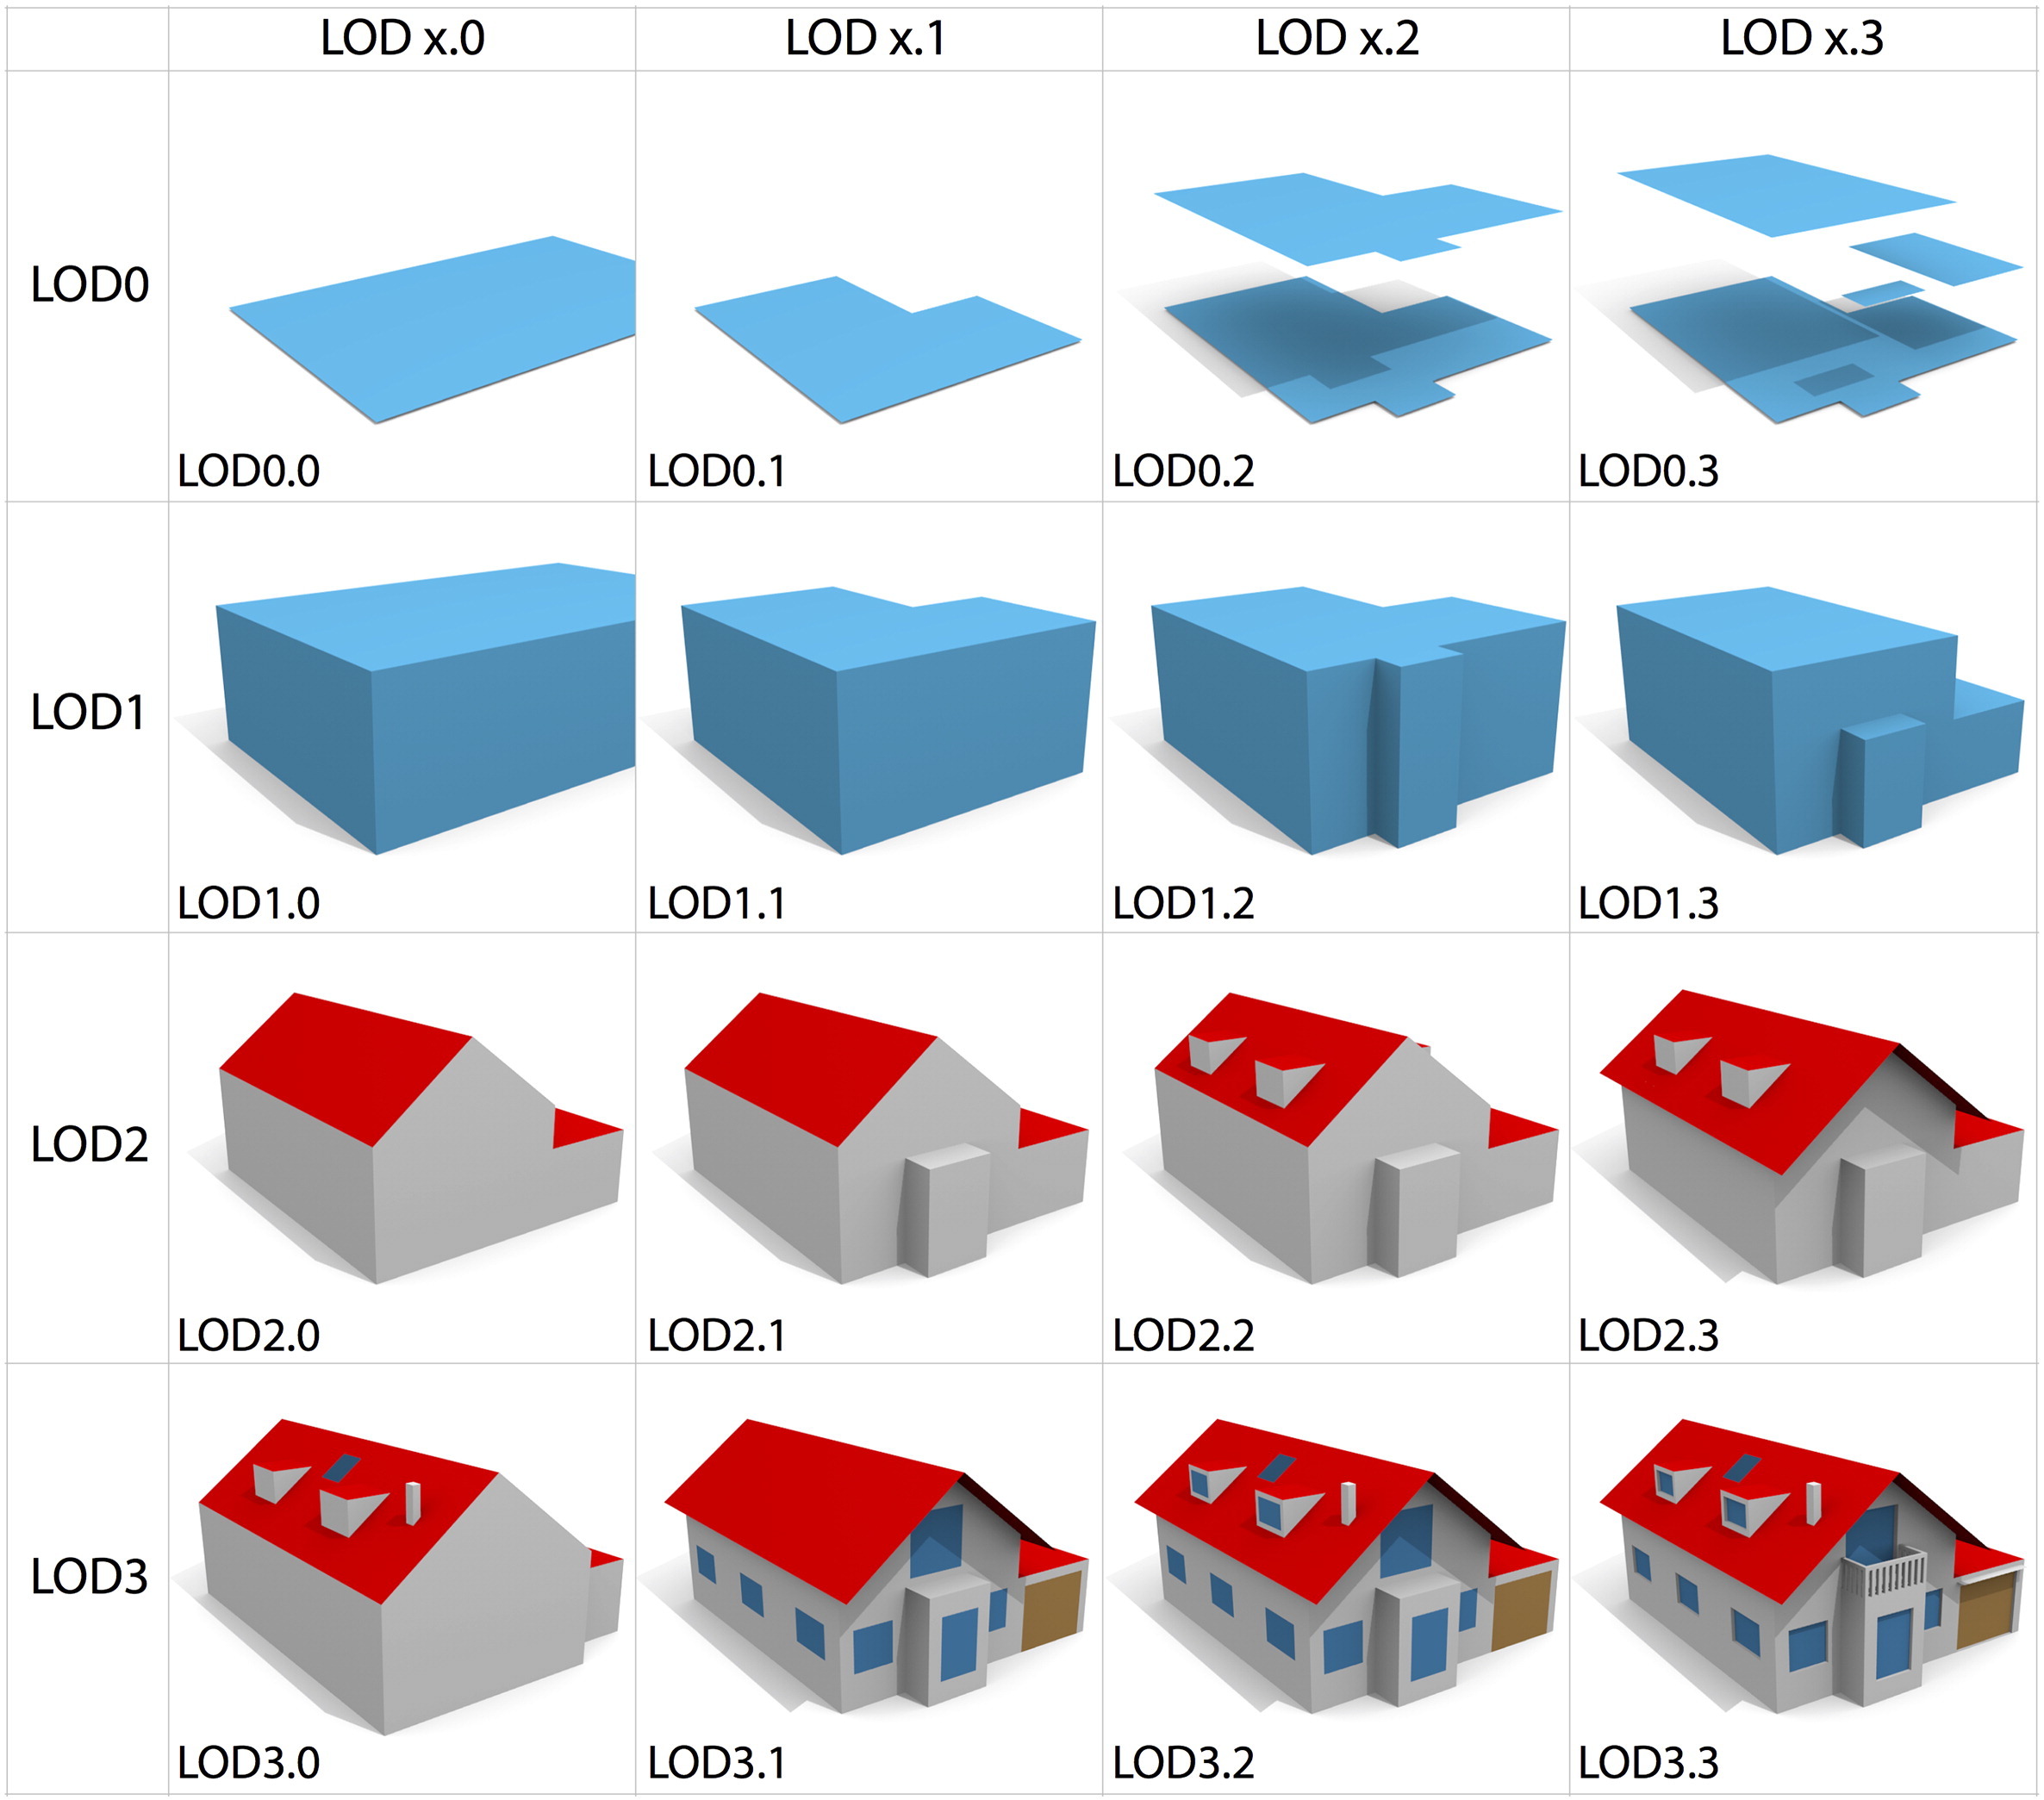 LOD x.0 LOD x.1 LOD x.2 LOD x.3
LOD0
LOD0.0 LOD0.1 LOD0.2 LOD0.3
LOD1
LOD1.0 LOD1.1 LOD1.2 LOD1.3
LOD2
LOD2.0 LOD2.1 LOD2.2 LOD2.3
LOD3
LOD3.0 LOD3.1 LOD3.2 LOD3.3